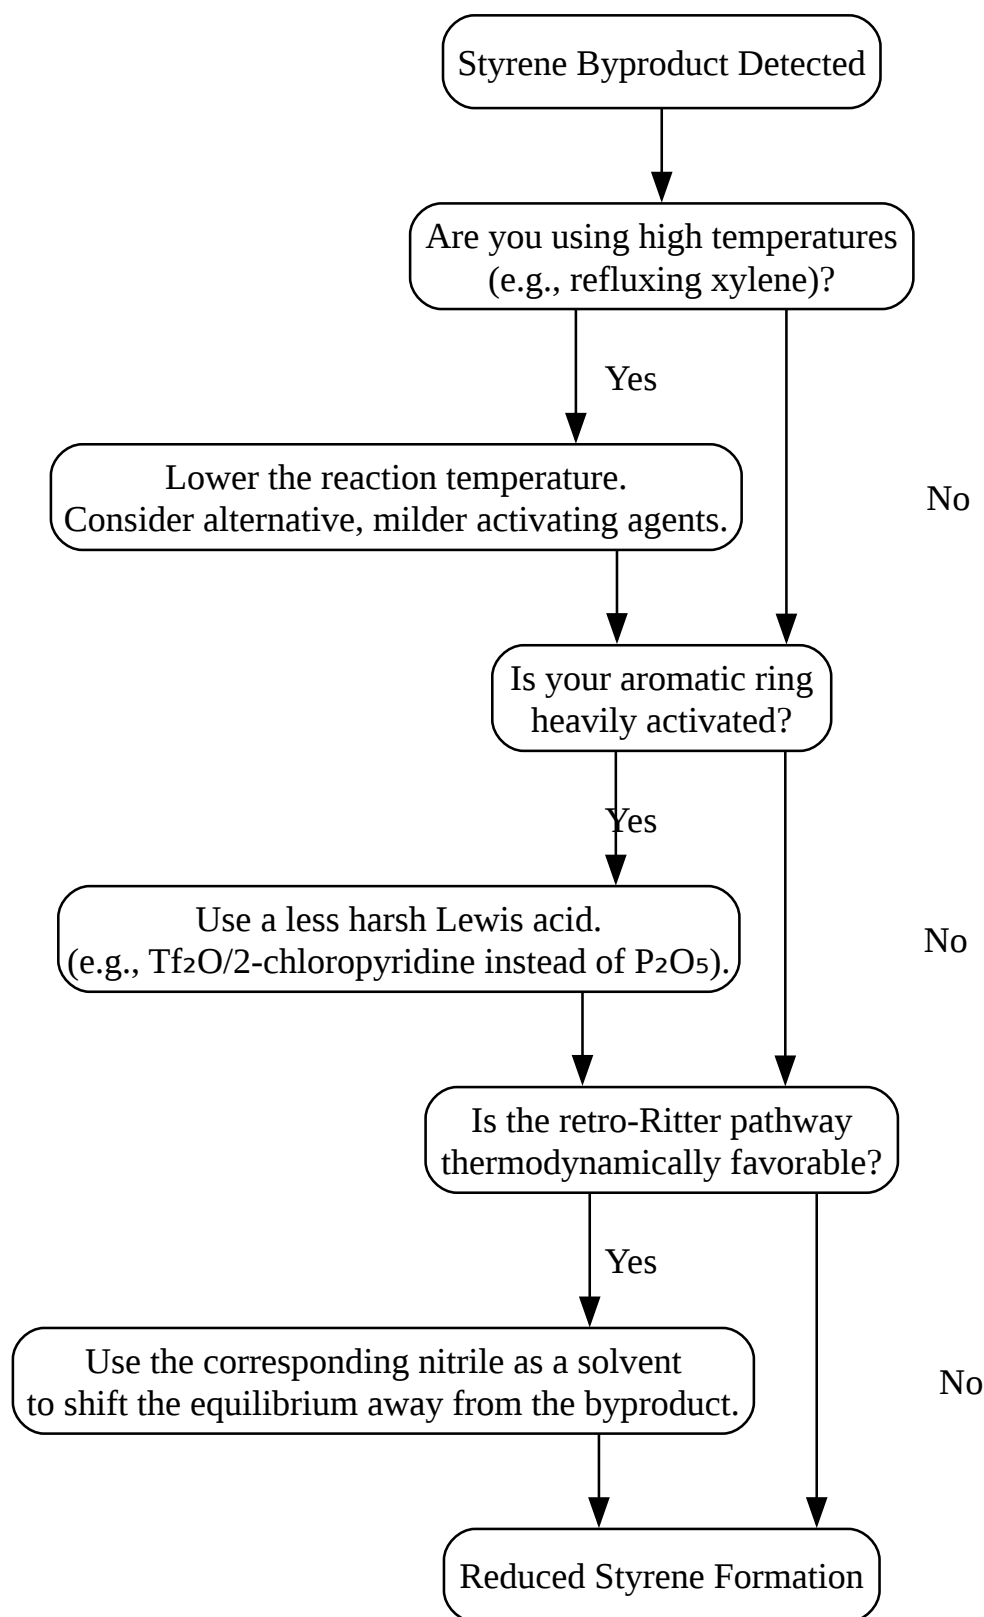 Styrene Byproduct Detected
Are you using high temperatures
(e.g., refluxing xylene)?
Yes
Lower the reaction temperature.
Consider alternative, milder activating agents.
No
Is your aromatic ring
heavily activated?
Yes
Use a less harsh Lewis acid.
(e.g., Tf₂O/2-chloropyridine instead of P₂O₅).
No
Is the retro-Ritter pathway
thermodynamically favorable?
Yes
Use the corresponding nitrile as a solvent
to shift the equilibrium away from the byproduct.
No
Reduced Styrene Formation